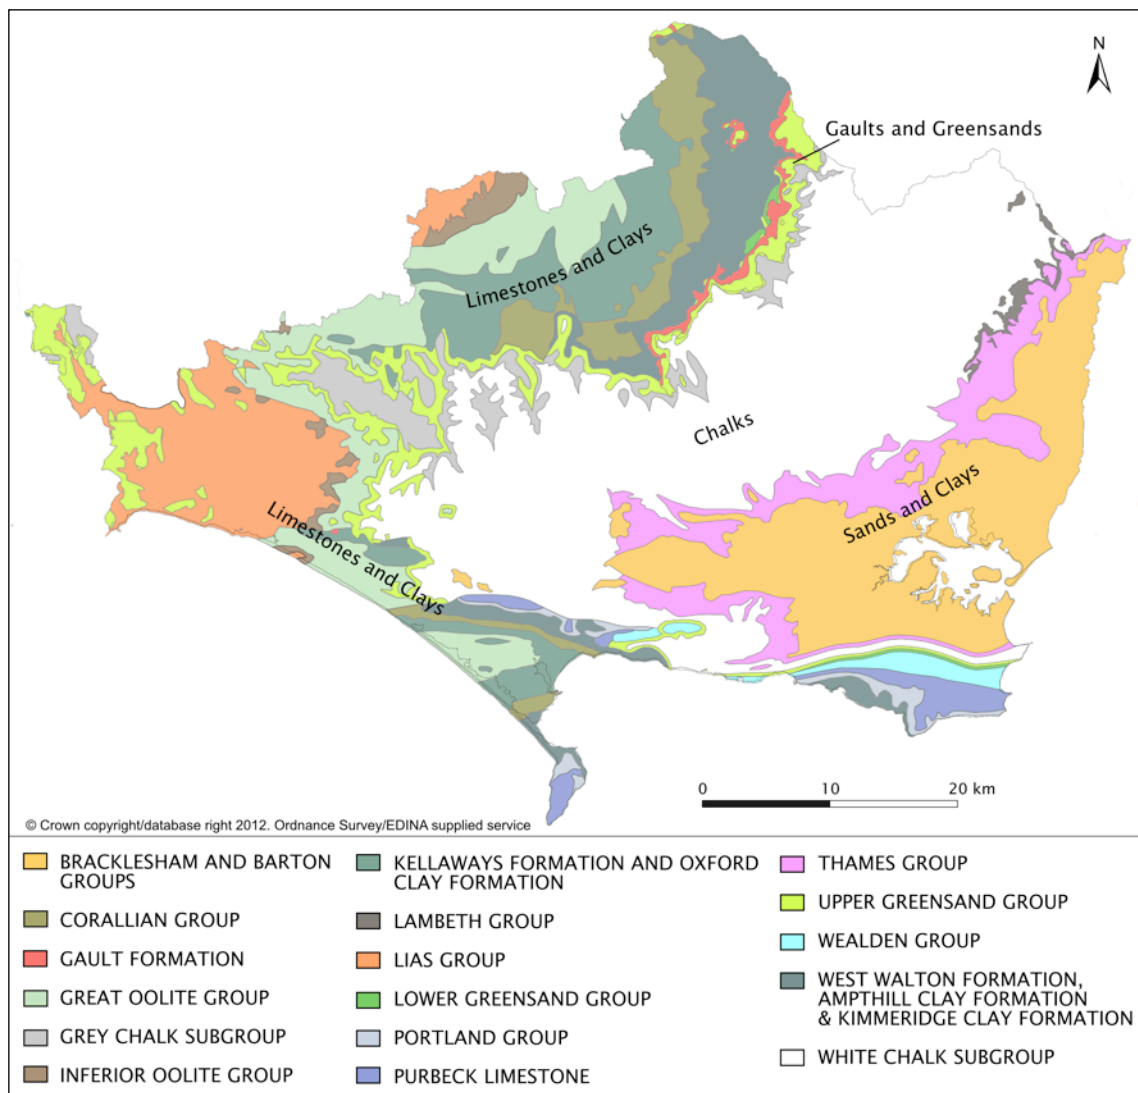 N
Gaults and Greensands
Limestones and Clays
Chalks
Sands and Clays
Limestones and Clays
0 10 20 km
© Crown copyright/database right 2012. Ordnance Survey/EDINA supplied service
BRACKLESHAM AND BARTON
GROUPS
CORALLIAN GROUP
GAULT FORMATION
GREAT OOLITE GROUP
GREY CHALK SUBGROUP
INFERIOR OOLITE GROUP
KELLAWAYS FORMATION AND OXFORD
CLAY FORMATION
LAMBETH GROUP
LIAS GROUP
LOWER GREENSAND GROUP
PORTLAND GROUP
PURBECK LIMESTONE
THAMES GROUP
UPPER GREENSAND GROUP
WEALDEN GROUP
WEST WALTON FORMATION,
AMPTHILL CLAY FORMATION
& KIMMERIDGE CLAY FORMATION
WHITE CHALK SUBGROUP